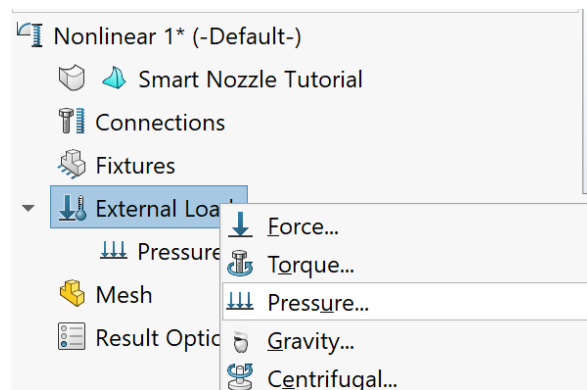 Nonlinear 1* (-Default-)
Smart Nozzle Tutorial
Connections
Fixtures
External Load
Pressure
Mesh
Result Optio
Force...
Torque...
Pressure...
Gravity...
Centrifugal...